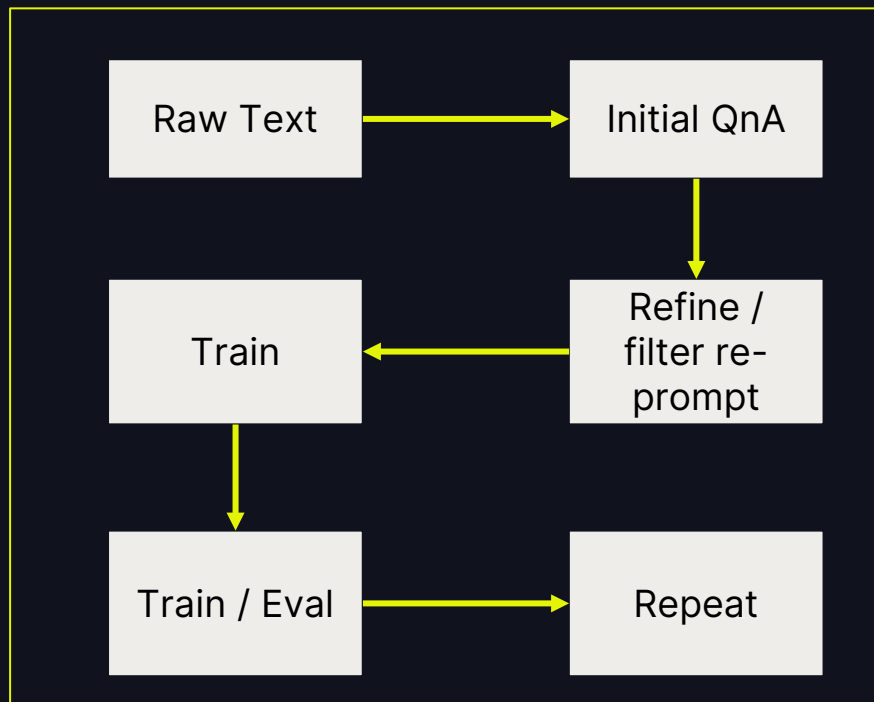 Raw Text
Initial QnA
Refine /
filter re-
prompt
Train
Train / Eval
Repeat